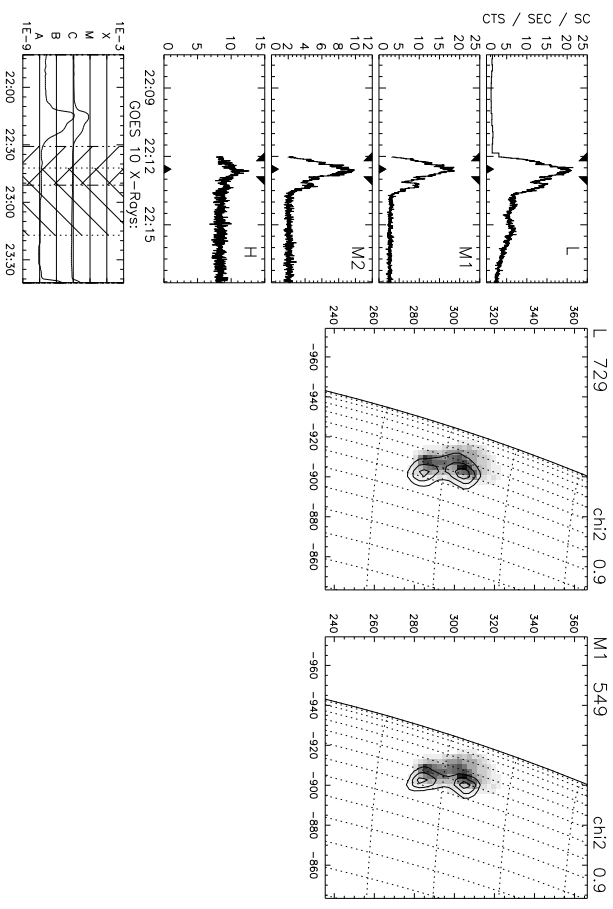 CTS / SEC / SC
0 5 10 15 20 25
L
0 5 10 15 20 25
M1
0 2 4 6 8 10 12
M2
0 5 10 15
H
22:09 22:12 22:15
GOES 10 X-Rays:
1E-9 A B C M X 1E-3
22:00 22:30 23:00 23:30
L 729 chi2 0.9
240 260 280 300 320 340 360
-960 -940 -920 -900 -880 -860
M1 549 chi2 0.9
240 260 280 300 320 340 360
-960 -940 -920 -900 -880 -860